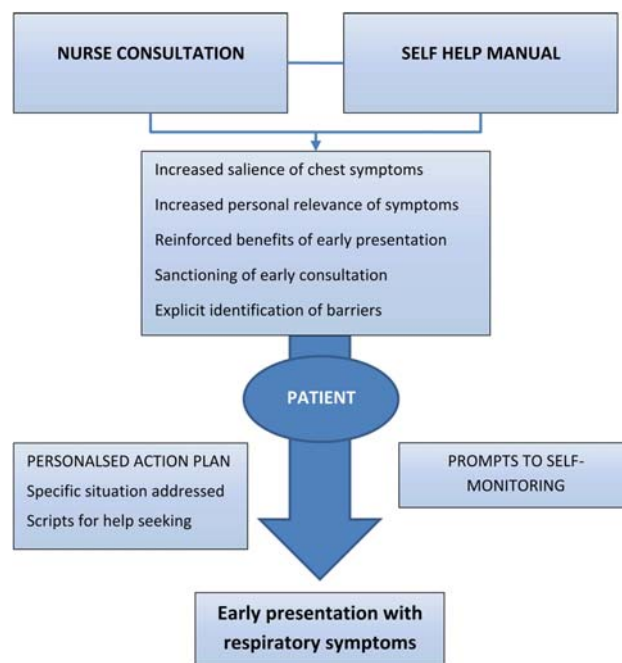 NURSE CONSULTATION
SELF HELP MANUAL
Increased salience of chest symptoms
Increased personal relevance of symptoms
Reinforced benefits of early presentation
Sanctioning of early consultation
Explicit identification of barriers
PATIENT
PERSONALSED ACTION PLAN
Specific situation addressed
Scripts for help seeking
PROMPTS TO SELF-
MONITORING
Early presentation with
respiratory symptoms